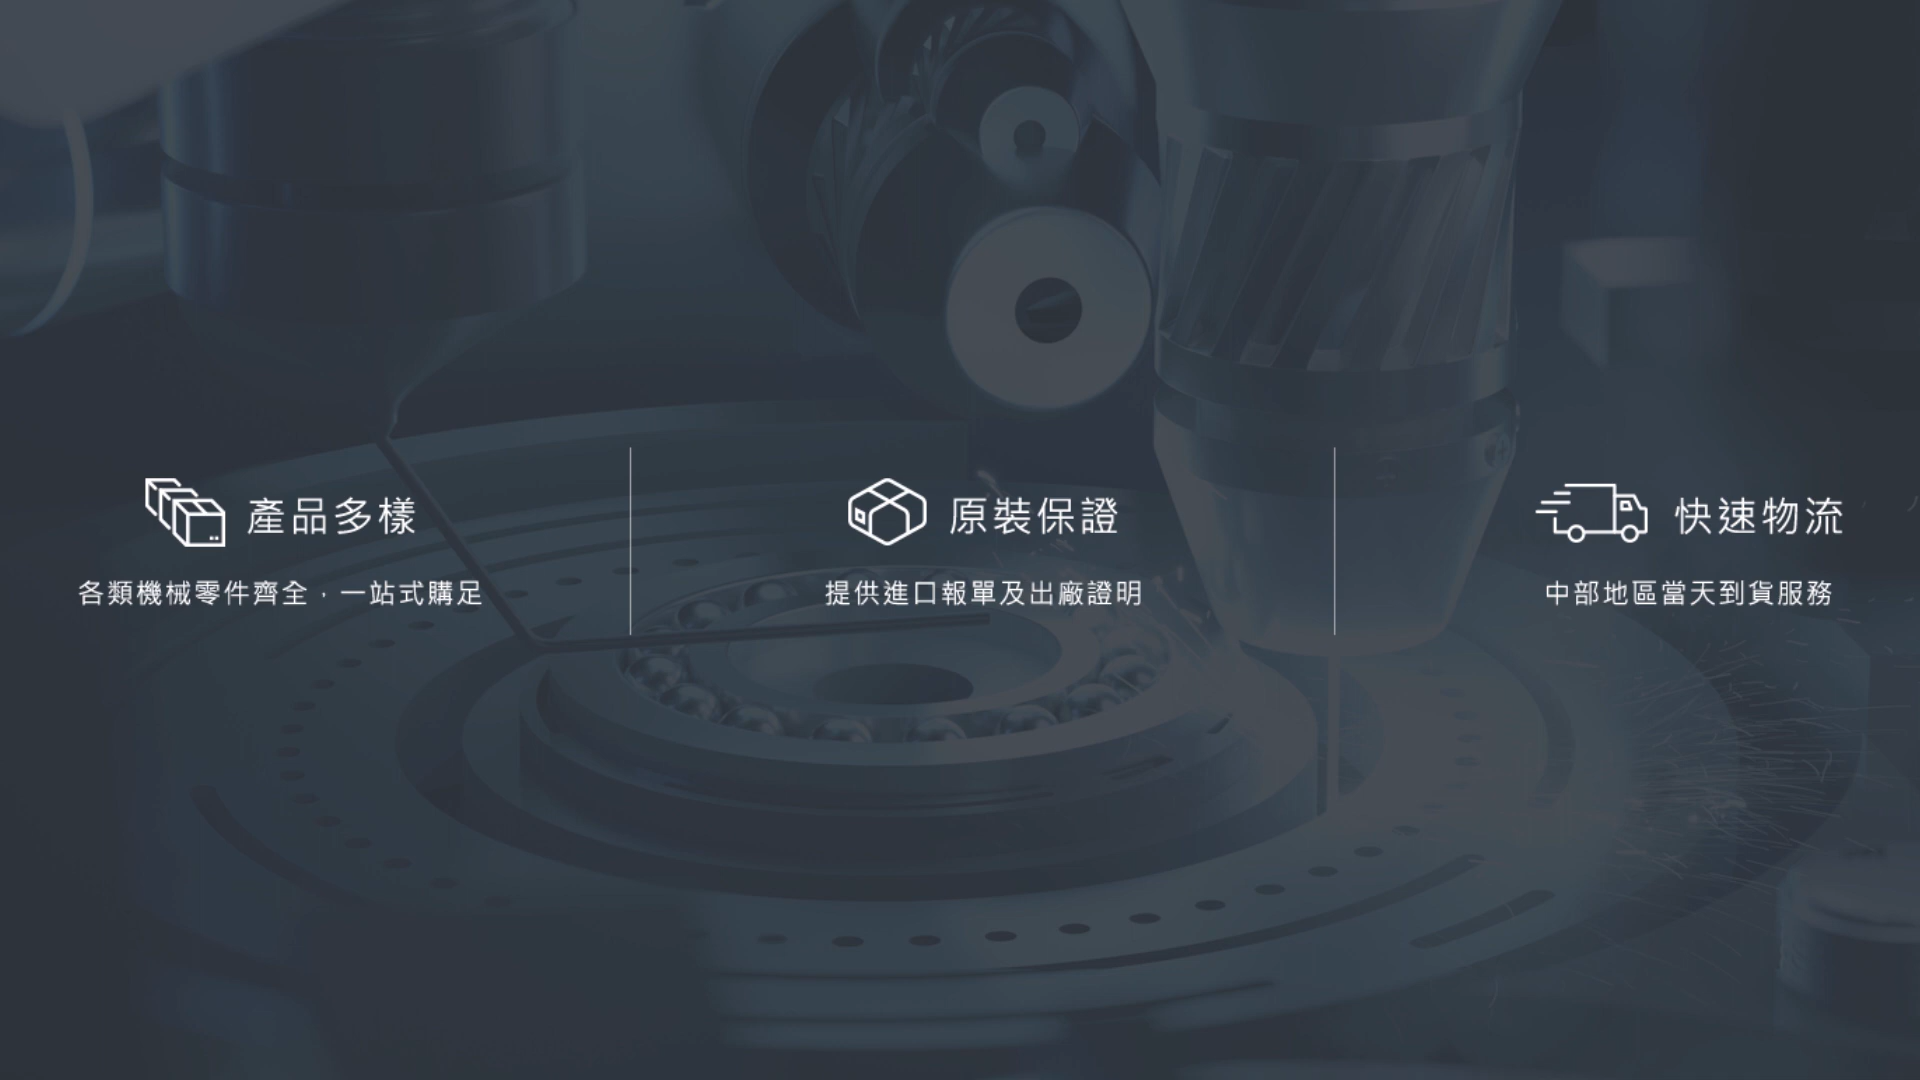 產品多樣
各類機械零件齊全，一站式購足
原裝保證
提供進口報單及出廠證明
快速物流
中部地區當天到貨服務